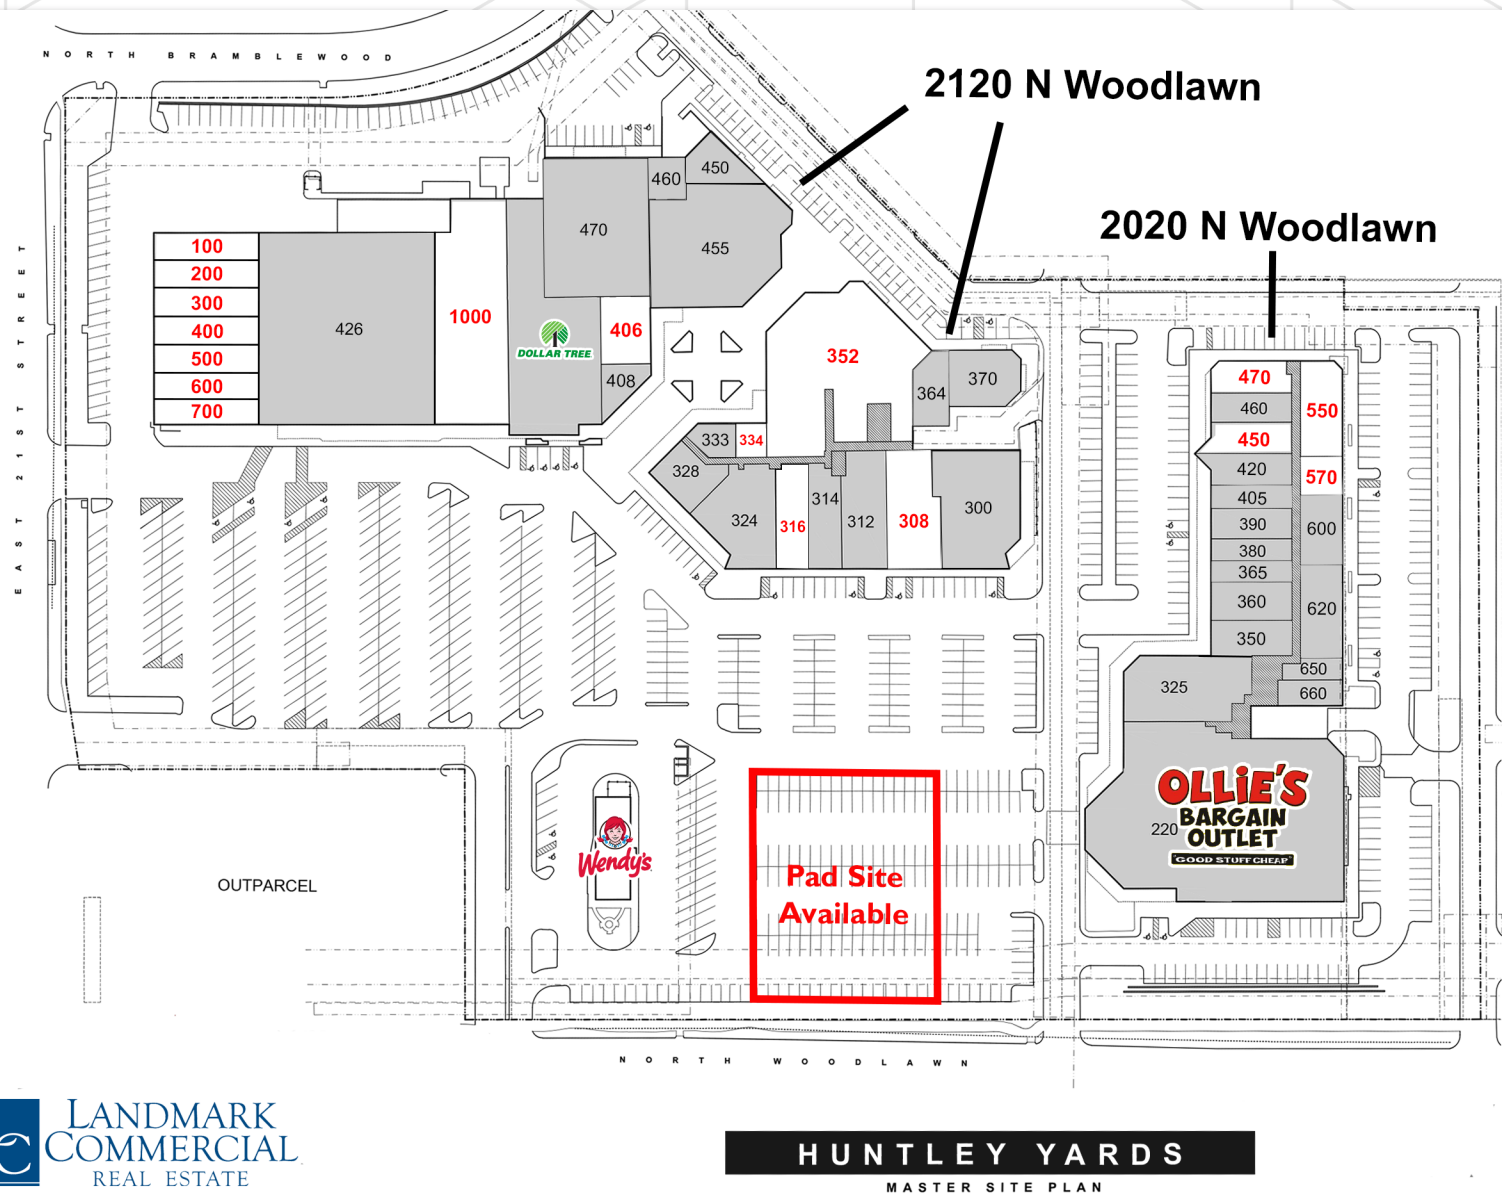 NORTH BRAMBLEWOOD
2120 N Woodlawn
2020 N Woodlawn
EAST 21ST STREET
450
460
470
455
100
200
300
400
500
600
700
426
1000
DOLLAR TREE
406
408
352
364
370
333
334
328
324
316
314
312
308
300
470
460
450
420
405
390
380
365
360
350
550
570
600
620
650
660
325
220
OLLiE'S
BARGAIN
OUTLET
"GOOD STUFF CHEAP"
Wendy's
Pad Site
Available
OUTPARCEL
NORTH WOODLAWN
LANDMARK
COMMERCIAL
REAL ESTATE
HUNTLEY YARDS
MASTER SITE PLAN